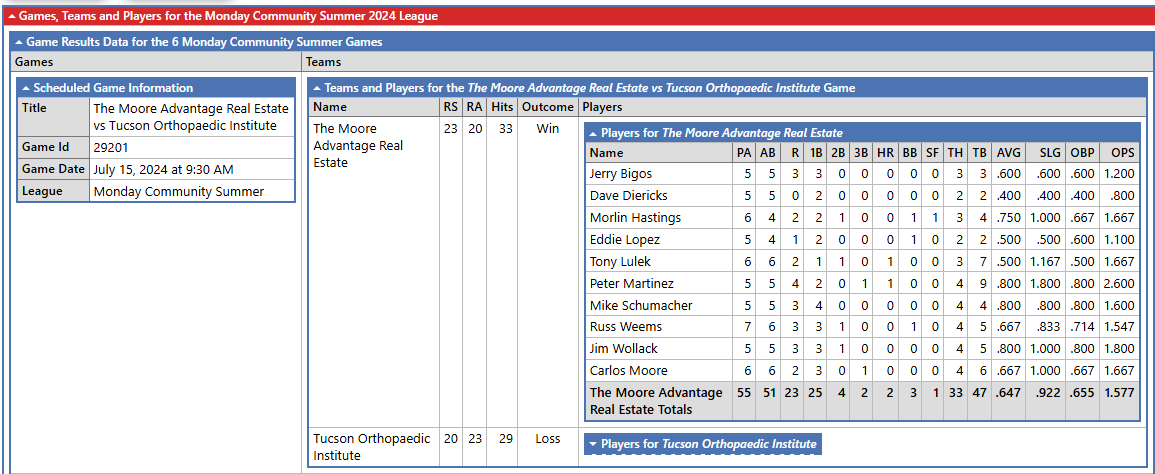 Games, Teams and Players for the Monday Community Summer 2024 League
Game Results Data for the 6 Monday Community Summer Games
Games Teams
Scheduled Game Information
Title The Moore Advantage Real Estate
vs Tucson Orthopaedic Institute
Game Id 29201
Game Date July 15, 2024 at 9:30 AM
League Monday Community Summer
Teams and Players for the The Moore Advantage Real Estate vs Tucson Orthopaedic Institute Game
Name RS RA Hits Outcome Players
The Moore 23 20 33 Win
Advantage Real
Estate
Players for The Moore Advantage Real Estate
Name PA AB R 1B 2B 3B HR BB SF TH TB AVG SLG OBP OPS
Jerry Bigos 5 5 3 3 0 0 0 0 0 3 3 .600 .600 .600 1.200
Dave Diericks 5 5 0 2 0 0 0 0 0 2 2 .400 .400 .400 .800
Morlin Hastings 6 4 2 2 1 0 0 1 1 3 4 .750 1.000 .667 1.667
Eddie Lopez 5 4 1 2 0 0 0 1 0 2 2 .500 .500 .600 1.100
Tony Lulek 6 6 2 1 1 0 1 0 0 3 7 .500 1.167 .500 1.667
Peter Martinez 5 5 4 2 0 1 1 0 0 4 9 .800 1.800 .800 2.600
Mike Schumacher 5 5 3 4 0 0 0 0 0 4 4 .800 .800 .800 1.600
Russ Weems 7 6 3 3 1 0 0 1 0 4 5 .667 .833 .714 1.547
Jim Wollack 5 5 3 3 1 0 0 0 0 4 5 .800 1.000 .800 1.800
Carlos Moore 6 6 2 3 0 1 0 0 0 4 6 .667 1.000 .667 1.667
The Moore Advantage 55 51 23 25 4 2 2 3 1 33 47 .647 .922 .655 1.577
Real Estate Totals
Tucson Orthopaedic 20 23 29 Loss
Institute
Players for Tucson Orthopaedic Institute